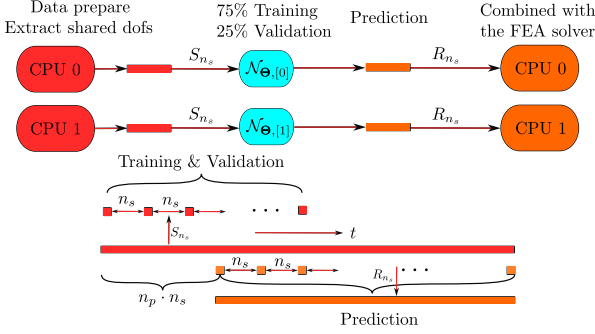 Data prepare
Extract shared dofs
75% Training
25% Validation
Prediction
Combined with
the FEA solver
CPU 0
S_{n_s}
𝒩_{Θ,[0]}
R_{n_s}
CPU 0
CPU 1
S_{n_s}
𝒩_{Θ,[1]}
R_{n_s}
CPU 1
Training & Validation
n_s n_s ...
S_{n_s}
t
n_s n_s ...
R_{n_s}
n_p · n_s
Prediction